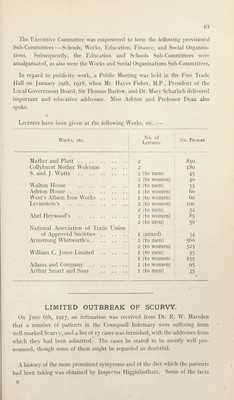 49
The Executive Committee was empowered to form the following provisional
Sub-Committees :—Schools, Works, Education, Finance, and Social Organisa-
tions. Subsequently, the Education and Schools Sub-Committees were
amalgamated, as also were the Works and Social Organisations Sub-Committees.
In regard to publicity work, a Public Meeting was held in the Free Trade
Hall on January 29th, 1918, when Mr. Hayes Fisher, M.P., President of the
Local Government Board, Sir Thomas Barlow, and Dr. Mary Scharlieb delivered
important and educative addresses. Miss Ashton and Professor Dean also
spoke.
Lectures have been given at the following Works, etc. :—
Works, etc. No. of Lectures No. Present
Mather and Platt 2 850
Collyhurst Mother Welcome 2 180
S. and J. Watts 2 (to men) 45
2 (to women) 40
Walton House 1 (to men) 55
Ashton House 1 (to women) 60
West's Albion Iron Works 1 (to women) 60
Levinstein's 2 (to women) 100
2 (to men) 52
Abel Heywood's 2 (to women) 85
2 (to men) 50
National Association of Trade Union
of Approved Societies 1 (mixed) 34
Armstrong Whitworth's 2 (to men) 560
2 (to women) 525
William C. Jones Limited 1 (to men) 55
1 (to women) 155
Adams and Company 1 (to women) 95
Arthur Stuart and Sons 1 (to men) 35
LIMITED OUTBREAK OF SCURVY.
On June 6th, 1917, an intimation was received from Dr. R. W. Marsden
that a number of patients in the Crumpsall Infirmary were suffering from
well marked Scurvy, and a list of 17 cases was furnished, with the addresses from
which they had been admitted. The cases he stated to be mostly well pro-
nounced, though some of them might be regarded as doubtful.
A history of the more prominent symptoms and of the diet which the patients
had been taking was obtained by Inspector Higginbotham. Some of the facts